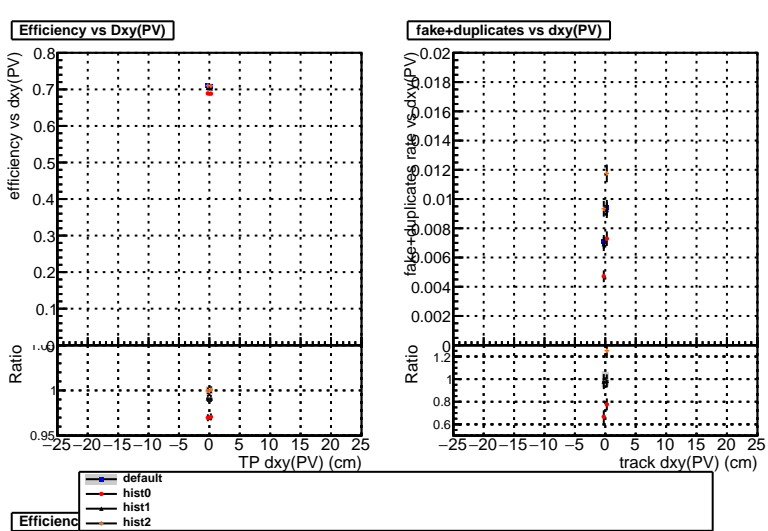 Efficiency vs Dxy(PV)
efficiency vs dxy(PV)
0.8
0.7
0.6
0.5
0.4
0.3
0.2
0.1
0
Ratio
1
0.95
−25 −20 −15 −10 −5 0 5 10 15 20 25
TP dxy(PV) (cm)
fake+duplicates vs dxy(PV)
fake+duplicates rate vs dxy(PV)
0.02
0.018
0.016
0.014
0.012
0.01
0.008
0.006
0.004
0.002
0
Ratio
1.2
1
0.8
0.6
−25 −20 −15 −10 −5 0 5 10 15 20 25
track dxy(PV) (cm)
default
hist0
hist1
hist2
Efficienc